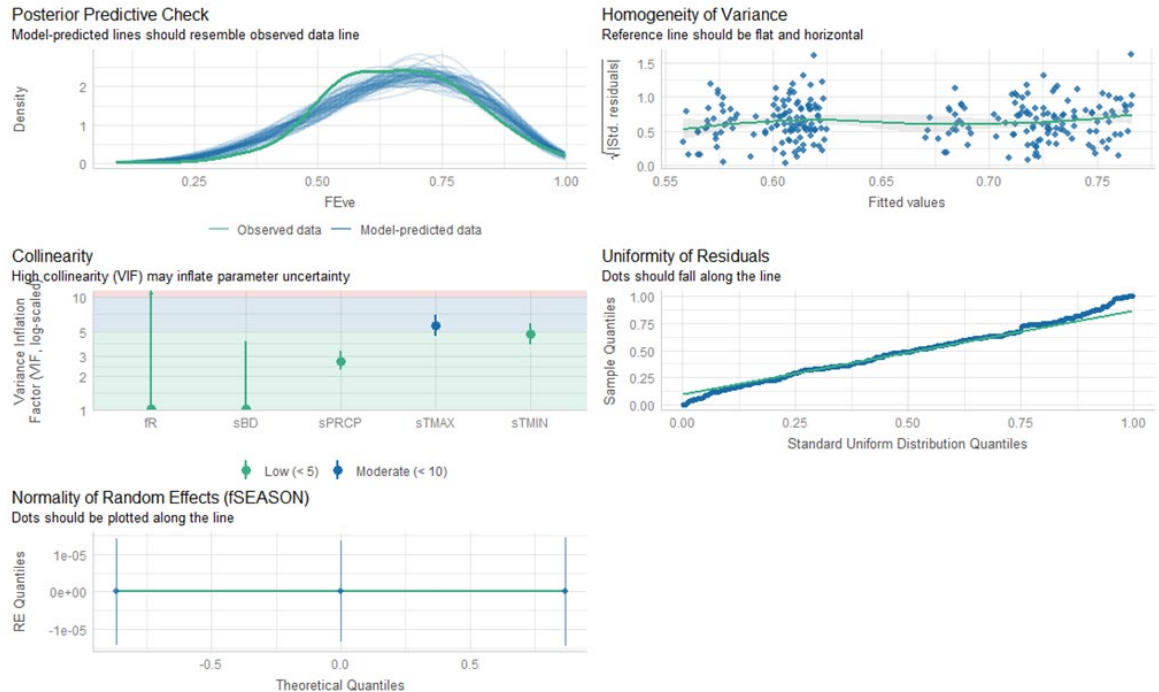 Posterior Predictive Check
Model-predicted lines should resemble observed data line
Density
2
1
0
0.25 0.50 0.75 1.00
FEve
Observed data Model-predicted data
Homogeneity of Variance
Reference line should be flat and horizontal
√|Std. residuals|
1.5
1.0
0.5
0.0
0.55 0.60 0.65 0.70 0.75
Fitted values
Collinearity
High collinearity (VIF) may inflate parameter uncertainty
Variance Inflation
Factor (VIF, log-scaled)
10
5
3
2
1
fR sBD sPRCP sTMAX sTMIN
Low (< 5) Moderate (< 10)
Uniformity of Residuals
Dots should fall along the line
Sample Quantiles
1.00
0.75
0.50
0.25
0.00
0.00 0.25 0.50 0.75 1.00
Standard Uniform Distribution Quantiles
Normality of Random Effects (fSEASON)
Dots should be plotted along the line
RE Quantiles
1e-05
0e+00
-1e-05
-0.5 0.0 0.5
Theoretical Quantiles